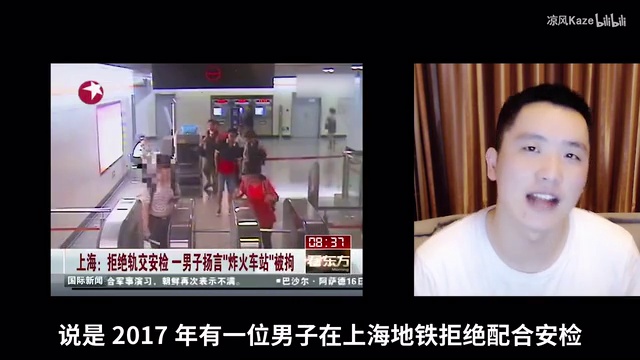 凉风Kaze bilibili
上海：拒绝轨交安检 一男子扬言"炸火车站"被拘
08:37
看东方
国际新闻 合军事演习，朝鲜再次表示不满。 ■巴沙尔·阿萨德16日
说是 2017 年有一位男子在上海地铁拒绝配合安检